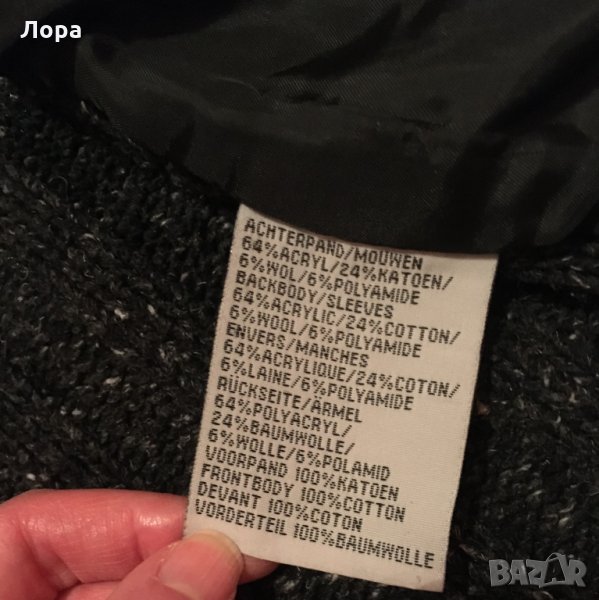 Лора
ACHTERPAND/MOUWEN
64%ACRYL/24%KATOEN/
6%WOL/6%POLYAMIDE
BACKBODY/SLEEVES
64%ACRYLIC/24%COTTON/
6%WOOL/6%POLYAMIDE
ENVERS/MANCHES
64%ACRYLIQUE/24%COTON/
6%LAINE/6%POLYAMIDE
RÜCKSEITE/ÄRMEL
64%POLYACRYL/
24%BAUMWOLLE/
6%WOLLE/6%POLAMID
VOORPAND 100%KATOEN
FRONTBODY 100%COTTON
DEVANT 100%COTON
VORDERTEIL 100%BAUMWOLLE
BAZAR